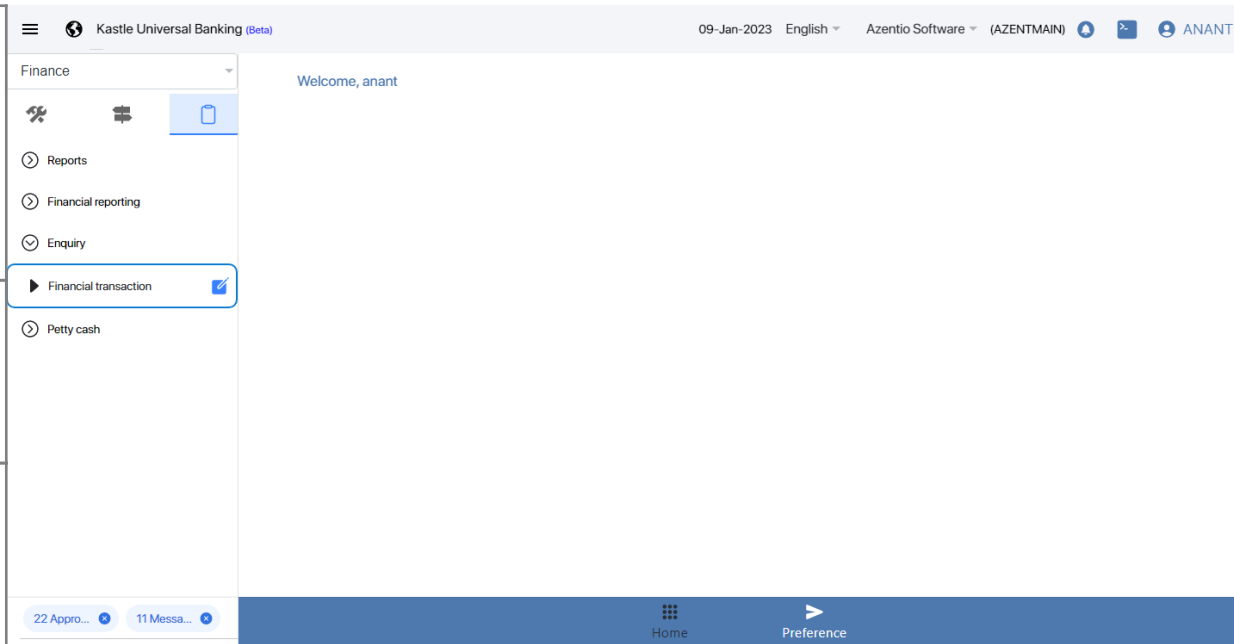 Kastle Universal Banking (Beta) 09-Jan-2023 English Azentio Software (AZENTMAIN) ANANT
Finance
Welcome, anant
Reports
Financial reporting
Enquiry
Financial transaction
Petty cash
22 Appro... 11 Messa...
Home Preference